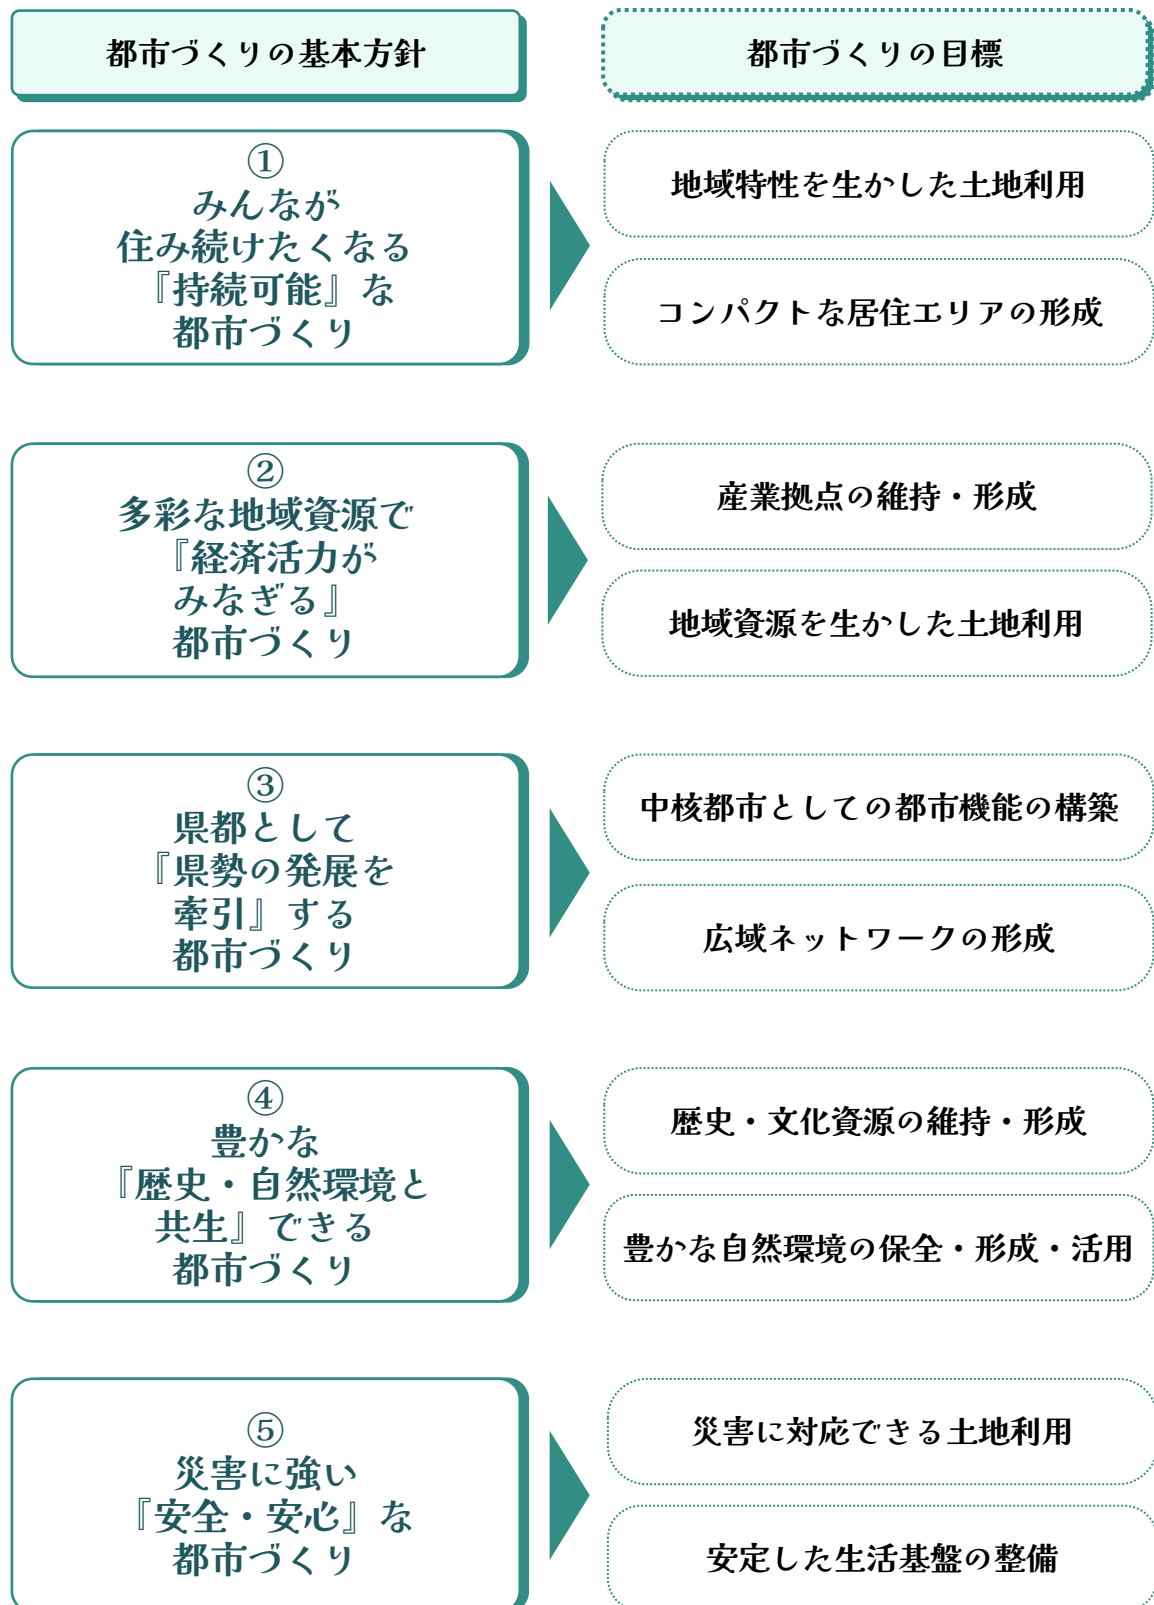 都市づくりの基本方針
都市づくりの目標
①
みんなが
住み続けたくなる
『持続可能』な
都市づくり
地域特性を生かした土地利用
コンパクトな居住エリアの形成
②
多彩な地域資源で
『経済活力が
みなぎる』
都市づくり
産業拠点の維持・形成
地域資源を生かした土地利用
③
県都として
『県勢の発展を
牽引』する
都市づくり
中核都市としての都市機能の構築
広域ネットワークの形成
④
豊かな
『歴史・自然環境と
共生』できる
都市づくり
歴史・文化資源の維持・形成
豊かな自然環境の保全・形成・活用
⑤
災害に強い
『安全・安心』な
都市づくり
災害に対応できる土地利用
安定した生活基盤の整備